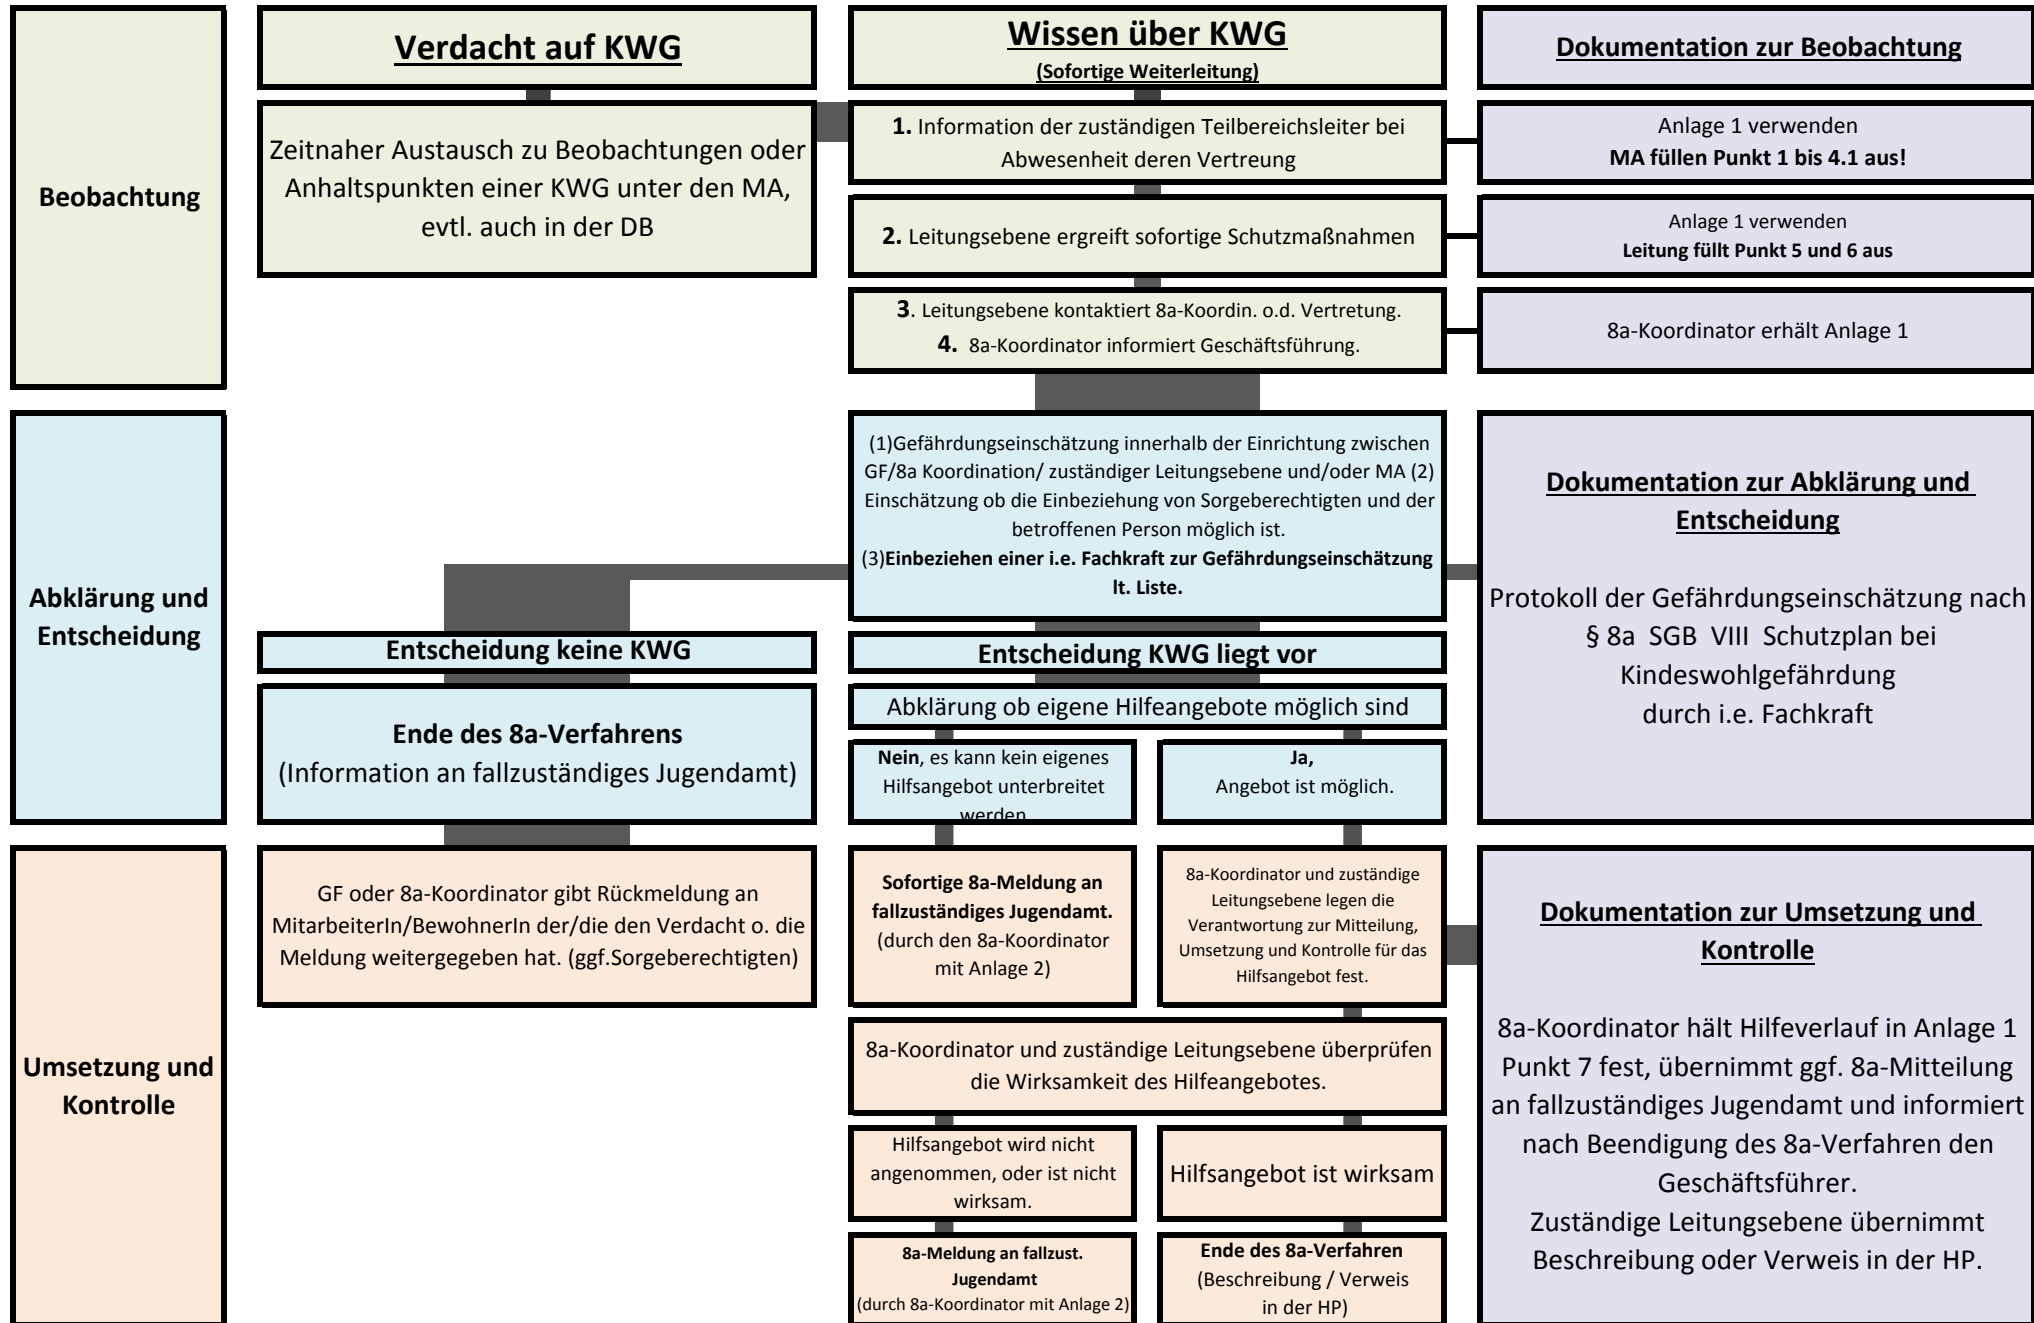 Beobachtung
Verdacht auf KWG
Zeitnaher Austausch zu Beobachtungen oder
Anhaltspunkten einer KWG unter den MA,
evtl. auch in der DB
Wissen über KWG
(Sofortige Weiterleitung)
1. Information der zuständigen Teilbereichsleiter bei
Abwesenheit deren Vertreung
2. Leitungsebene ergreift sofortige Schutzmaßnahmen
3. Leitungsebene kontaktiert 8a-Koordin. o.d. Vertretung.
4. 8a-Koordinator informiert Geschäftsführung.
Dokumentation zur Beobachtung
Anlage 1 verwenden
MA füllen Punkt 1 bis 4.1 aus!
Anlage 1 verwenden
Leitung füllt Punkt 5 und 6 aus
8a-Koordinator erhält Anlage 1
Abklärung und
Entscheidung
(1)Gefährdungseinschätzung innerhalb der Einrichtung zwischen
GF/8a Koordination/ zuständiger Leitungsebene und/oder MA (2)
Einschätzung ob die Einbeziehung von Sorgeberechtigten und der
betroffenen Person möglich ist.
(3)Einbeziehen einer i.e. Fachkraft zur Gefährdungseinschätzung
lt. Liste.
Entscheidung keine KWG
Ende des 8a-Verfahrens
(Information an fallzuständiges Jugendamt)
Entscheidung KWG liegt vor
Abklärung ob eigene Hilfeangebote möglich sind
Nein, es kann kein eigenes
Hilfsangebot unterbreitet
werden
Ja,
Angebot ist möglich.
Dokumentation zur Abklärung und
Entscheidung
Protokoll der Gefährdungseinschätzung nach
§ 8a SGB VIII Schutzplan bei
Kindeswohlgefährdung
durch i.e. Fachkraft
Umsetzung und
Kontrolle
GF oder 8a-Koordinator gibt Rückmeldung an
MitarbeiterIn/BewohnerIn der/die den Verdacht o. die
Meldung weitergegeben hat. (ggf.Sorgeberechtigten)
Sofortige 8a-Meldung an
fallzuständiges Jugendamt.
(durch den 8a-Koordinator
mit Anlage 2)
8a-Koordinator und zuständige
Leitungsebene legen die
Verantwortung zur Mitteilung,
Umsetzung und Kontrolle für das
Hilfsangebot fest.
8a-Koordinator und zuständige Leitungsebene überprüfen
die Wirksamkeit des Hilfeangebotes.
Hilfsangebot wird nicht
angenommen, oder ist nicht
wirksam.
Hilfsangebot ist wirksam
8a-Meldung an fallzust.
Jugendamt
(durch 8a-Koordinator mit Anlage 2)
Ende des 8a-Verfahren
(Beschreibung / Verweis
in der HP)
Dokumentation zur Umsetzung und
Kontrolle
8a-Koordinator hält Hilfeverlauf in Anlage 1
Punkt 7 fest, übernimmt ggf. 8a-Mitteilung
an fallzuständiges Jugendamt und informiert
nach Beendigung des 8a-Verfahren den
Geschäftsführer.
Zuständige Leitungsebene übernimmt
Beschreibung oder Verweis in der HP.